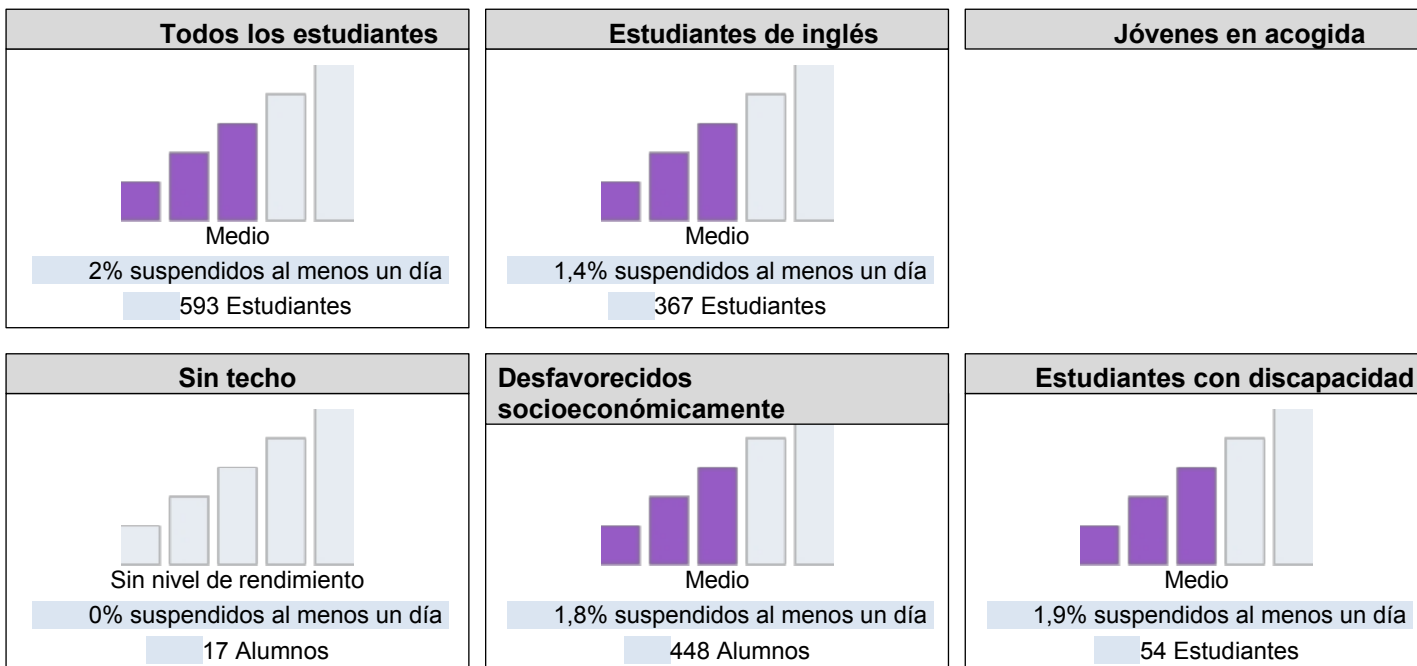 Todos los estudiantes
Medio
2% suspendidos al menos un día
593 Estudiantes
Estudiantes de inglés
Medio
1,4% suspendidos al menos un día
367 Estudiantes
Jóvenes en acogida
Sin techo
Sin nivel de rendimiento
0% suspendidos al menos un día
17 Alumnos
Desfavorecidos
socioeconómicamente
Medio
1,8% suspendidos al menos un día
448 Alumnos
Estudiantes con discapacidad
Medio
1,9% suspendidos al menos un día
54 Estudiantes